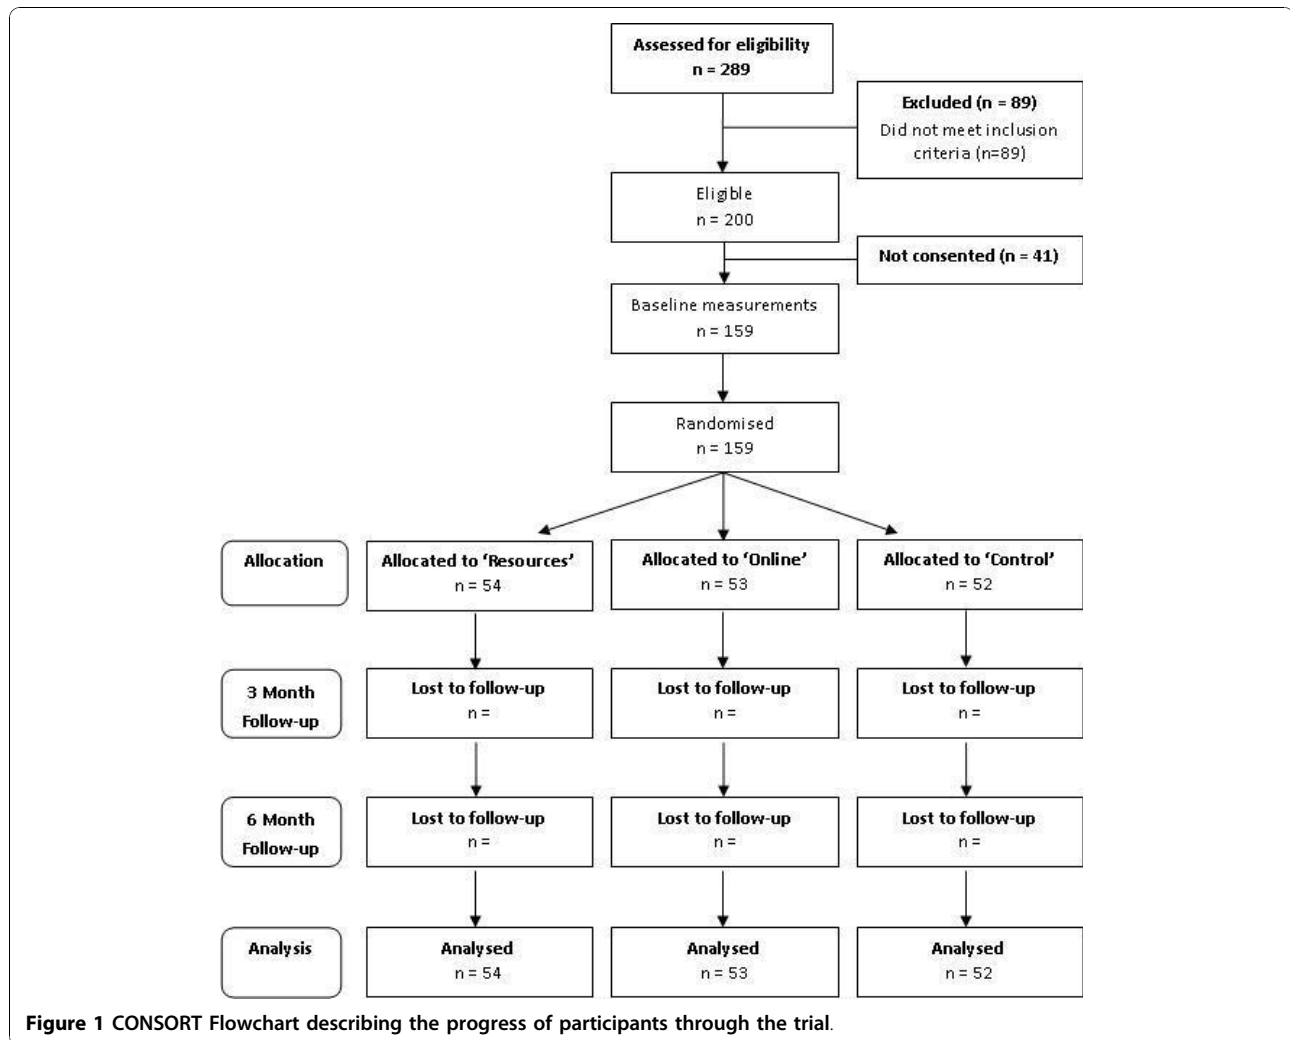 Assessed for eligibility
n = 289
Excluded (n = 89)
Did not meet inclusion
criteria (n=89)
Eligible
n = 200
Not consented (n = 41)
Baseline measurements
n = 159
Randomised
n = 159
Allocation
Allocated to ‘Resources’
n = 54
Allocated to ‘Online’
n = 53
Allocated to ‘Control’
n = 52
3 Month
Follow-up
Lost to follow-up
n =
Lost to follow-up
n =
Lost to follow-up
n =
6 Month
Follow-up
Lost to follow-up
n =
Lost to follow-up
n =
Lost to follow-up
n =
Analysis
Analysed
n = 54
Analysed
n = 53
Analysed
n = 52
Figure 1 CONSORT Flowchart describing the progress of participants through the trial.